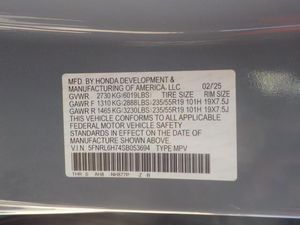 MFD. BY HONDA DEVELOPMENT &
MANUFACTURING OF AMERICA, LLC 02/25
GVWR 2730 KG(6019LBS) TIRE SIZE RIM SIZE
GAWR F 1310 KG(2888LBS) 235/55R19 101H 19X7.5J
GAWR R 1465 KG(3230LBS) 235/55R19 101H 19X7.5J
THIS VEHICLE CONFORMS TO ALL APPLICABLE
FEDERAL MOTOR VEHICLE SAFETY
STANDARDS IN EFFECT ON THE DATE OF
MANUFACTURE SHOWN ABOVE.
V.I.N. 5FNRL6H74SB053694 TYPE MPV
THR S AH8 NH877P Z -B